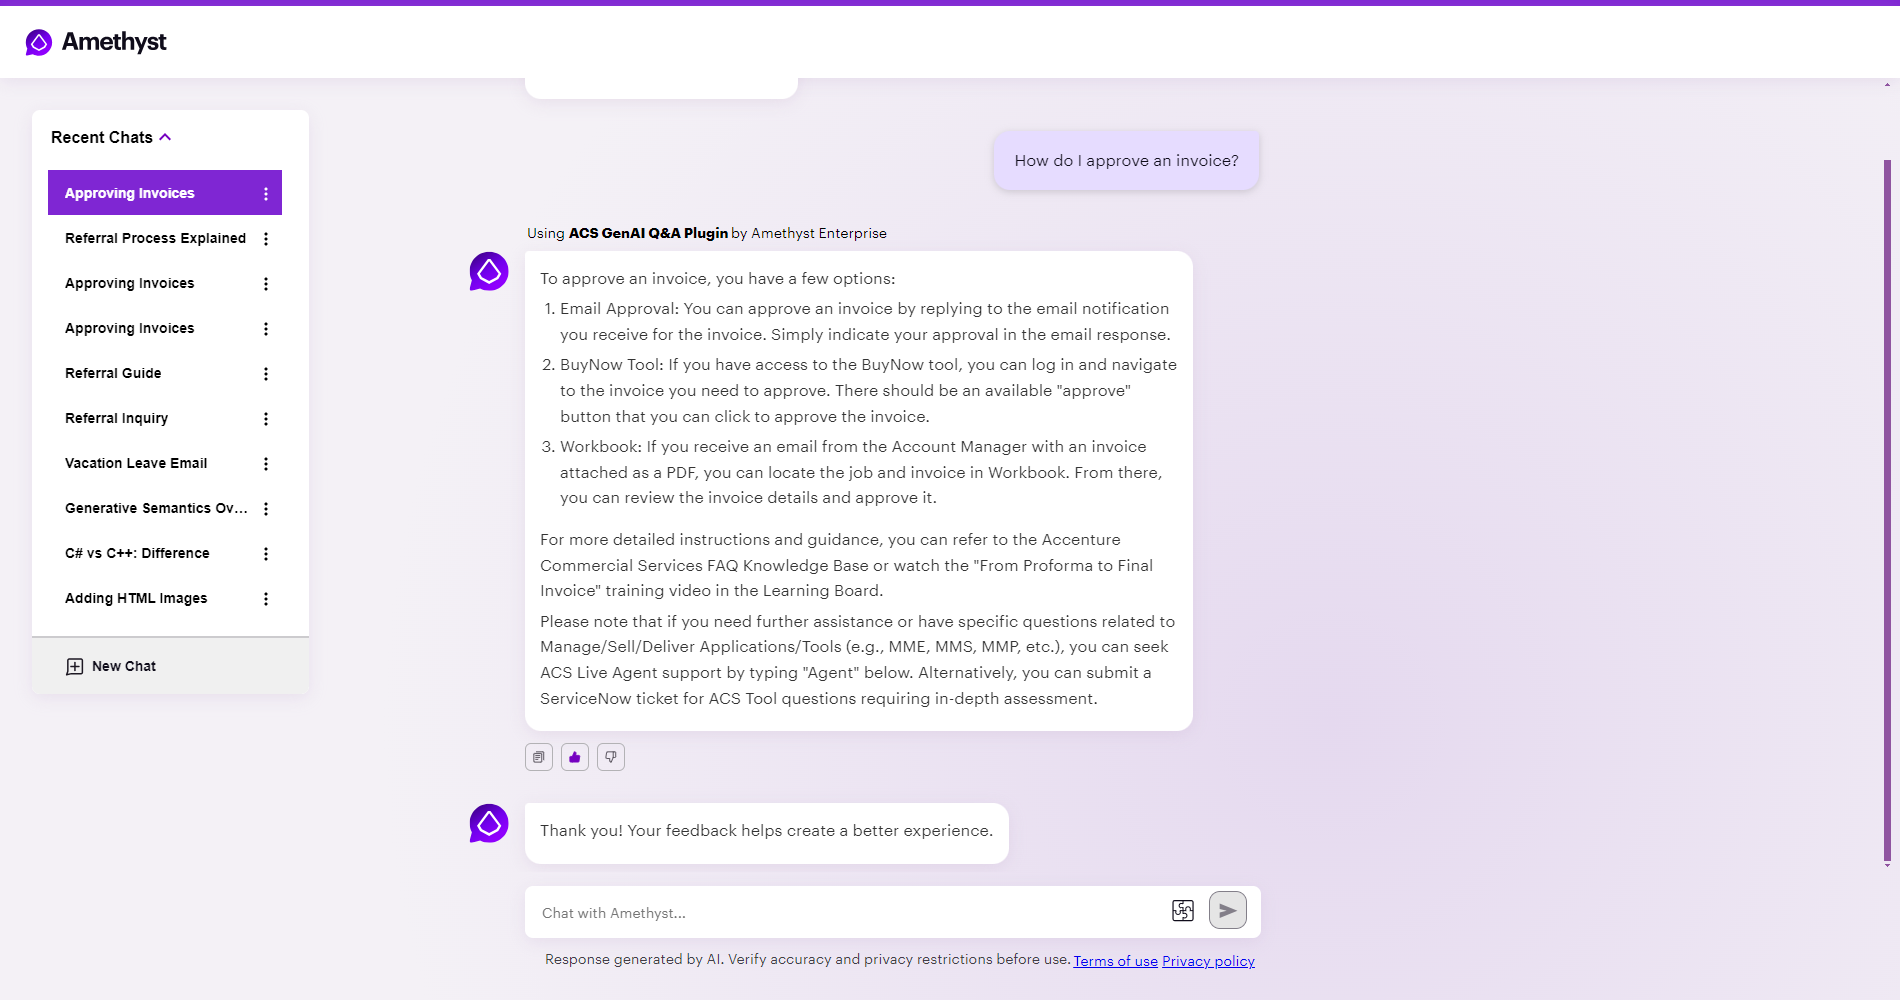 Amethyst
Recent Chats
Approving Invoices
Referral Process Explained
Approving Invoices
Approving Invoices
Referral Guide
Referral Inquiry
Vacation Leave Email
Generative Semantics Ov...
C# vs C++: Difference
Adding HTML Images
New Chat
How do I approve an invoice?
Using ACS GenAI Q&A Plugin by Amethyst Enterprise
To approve an invoice, you have a few options:
1. Email Approval: You can approve an invoice by replying to the email notification
you receive for the invoice. Simply indicate your approval in the email response.
2. BuyNow Tool: If you have access to the BuyNow tool, you can log in and navigate
to the invoice you need to approve. There should be an available "approve"
button that you can click to approve the invoice.
3. Workbook: If you receive an email from the Account Manager with an invoice
attached as a PDF, you can locate the job and invoice in Workbook. From there,
you can review the invoice details and approve it.
For more detailed instructions and guidance, you can refer to the Accenture
Commercial Services FAQ Knowledge Base or watch the "From Proforma to Final
Invoice" training video in the Learning Board.
Please note that if you need further assistance or have specific questions related to
Manage/Sell/Deliver Applications/Tools (e.g., MME, MMS, MMP, etc.), you can seek
ACS Live Agent support by typing "Agent" below. Alternatively, you can submit a
ServiceNow ticket for ACS Tool questions requiring in-depth assessment.
Thank you! Your feedback helps create a better experience.
Chat with Amethyst...
Response generated by AI. Verify accuracy and privacy restrictions before use. Terms of use Privacy policy